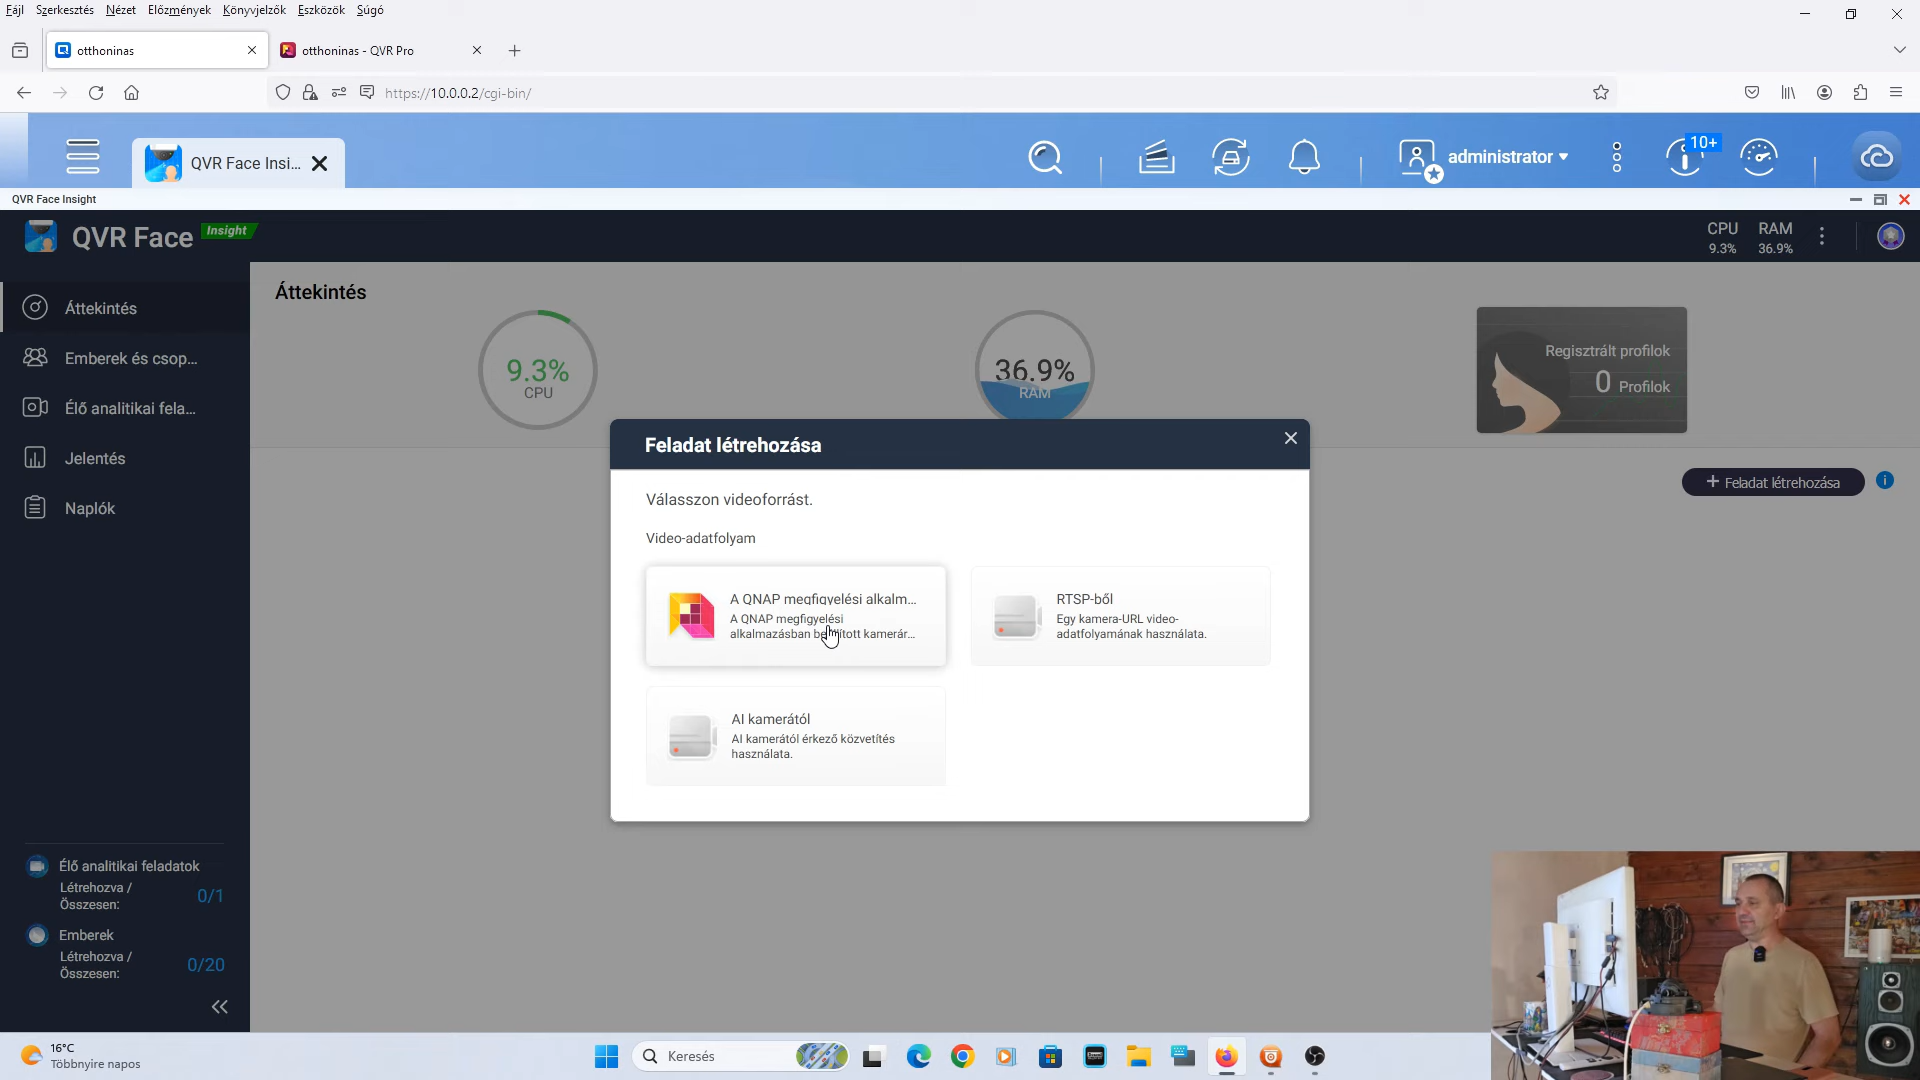 Fájl Szerkesztés Nézet Előzmények Könyvjelzők Eszközök Súgó
otthoninas
otthoninas - QVR Pro
https://10.0.0.2/cgi-bin/
QVR Face Insi...
administrator
10+
QVR Face Insight
QVR Face Insight
CPU
9.3%
RAM
36.9%
Áttekintés
Emberek és csop...
Élő analitikai fela...
Jelentés
Naplók
Áttekintés
9.3%
CPU
36.9%
RAM
Regisztrált profilok
0 Profilok
+ Feladat létrehozása
Feladat létrehozása
Válasszon videoforrást.
Video-adatfolyam
A QNAP megfigyelési alkalm...
A QNAP megfigyelési
alkalmazásban beállított kamerár...
RTSP-ből
Egy kamera-URL video-
adatfolyamának használata.
AI kamerától
AI kamerától érkező közvetítés
használata.
Élő analitikai feladatok
Létrehozva /
Összesen:
0/1
Emberek
Létrehozva /
Összesen:
0/20
16°C
Többnyire napos
Keresés